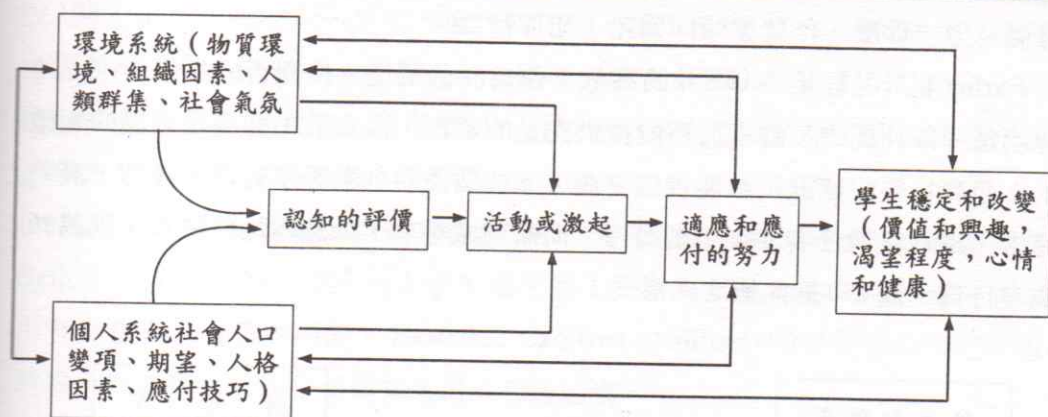 環境系統（物質環
境、組織因素、人
類群集、社會氣氛
認知的評價
活動或激起
適應和應
付的努力
學生穩定和改變
（價值和興趣，
渴望程度，心情
和健康）
個人系統社會人口
變項、期望、人格
因素、應付技巧）